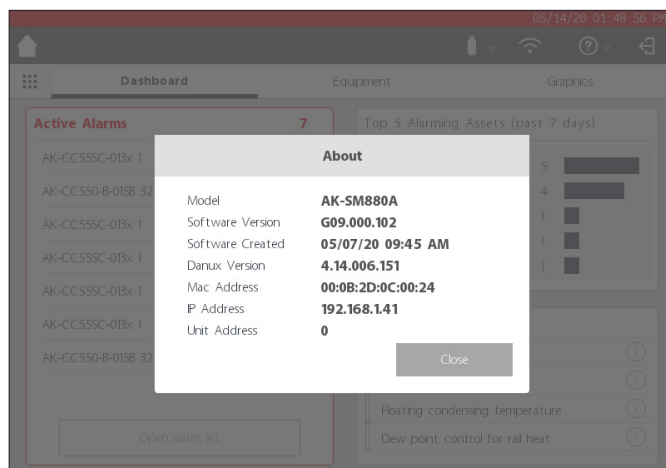 05/14/20 01 48 56 PM
Dashboard
Equipment
Graphics
Active Alarms 7
Top 5 Alarming Assets (past 7 days)
AK-CC55SC-013x 1
AK-CC550-B-015B 32
AK-CC55SC-013x 1
AK-CC55SC-013x 1
AK-CC55SC-013x 1
AK-CC55SC-013x 1
AK-CC550-B-015B 32
5
4
1
1
1
About
Model AK-SM880A
Software Version G09.000.102
Software Created 05/07/20 09:45 AM
Danux Version 4.14.006.151
Mac Address 00:0B:2D:0C:00:24
IP Address 192.168.1.41
Unit Address 0
Close
Floating condensing temperature
Dew point control for rail heat
Open alarm list